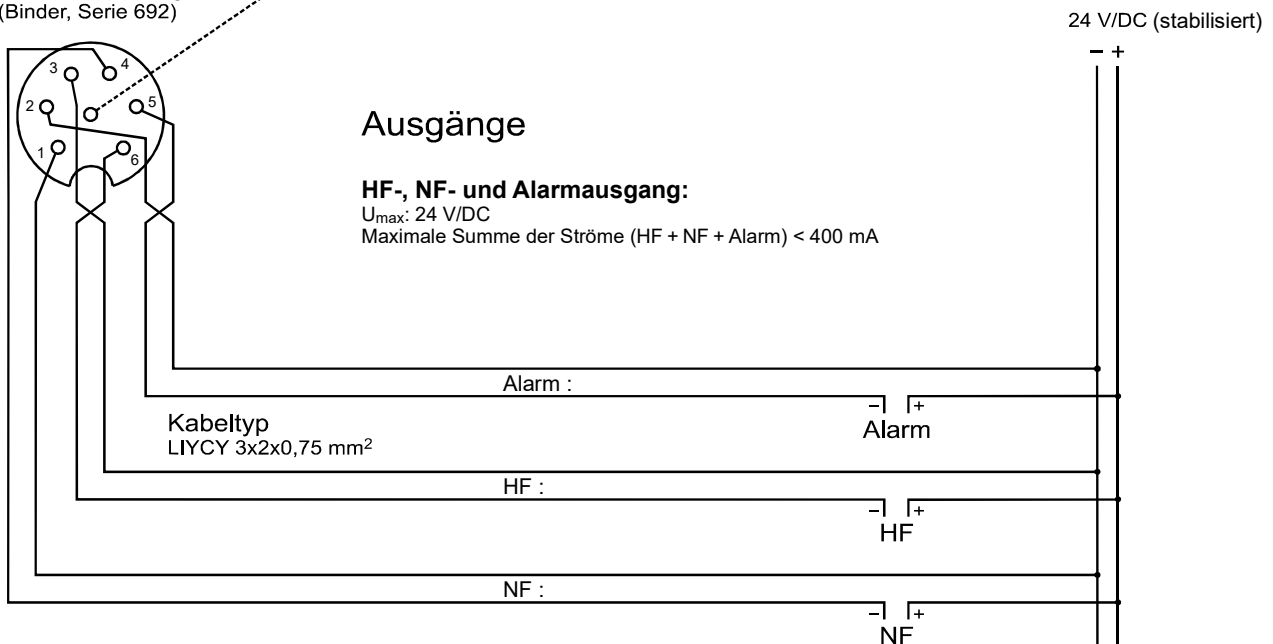 (Binder, Serie 692)
24 V/DC (stabilisiert)
− +
3
4
2
5
1
6
Ausgänge
HF-, NF- und Alarmausgang:
Umax: 24 V/DC
Maximale Summe der Ströme (HF + NF + Alarm) < 400 mA
Alarm :
− +
Alarm
Kabeltyp
LIYCY 3x2x0,75 mm²
HF :
− +
HF
NF :
− +
NF